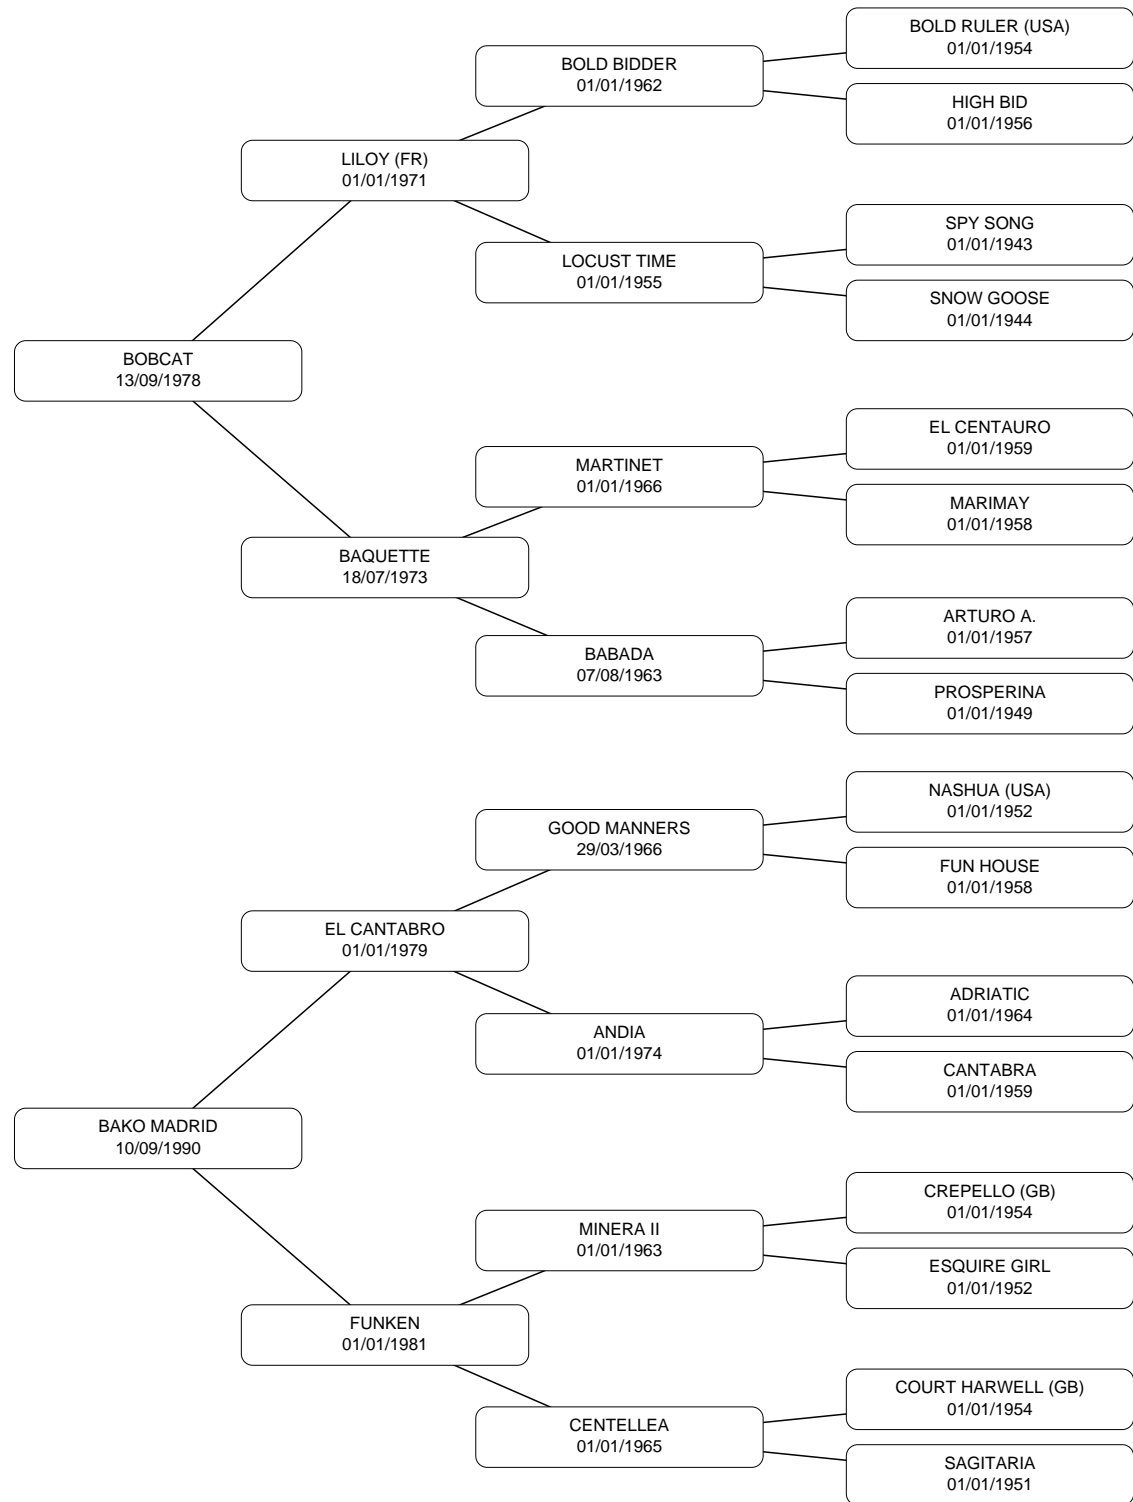 BOLD RULER (USA)
01/01/1954
BOLD BIDDER
01/01/1962
HIGH BID
01/01/1956
LILOY (FR)
01/01/1971
SPY SONG
01/01/1943
LOCUST TIME
01/01/1955
SNOW GOOSE
01/01/1944
BOBCAT
13/09/1978
EL CENTAURO
01/01/1959
MARTINET
01/01/1966
MARIMAY
01/01/1958
BAQUETTE
18/07/1973
ARTURO A.
01/01/1957
BABADA
07/08/1963
PROSPERINA
01/01/1949
NASHUA (USA)
01/01/1952
GOOD MANNERS
29/03/1966
FUN HOUSE
01/01/1958
EL CANTABRO
01/01/1979
ADRIATIC
01/01/1964
ANDIA
01/01/1974
CANTABRA
01/01/1959
BAKO MADRID
10/09/1990
CREPELLO (GB)
01/01/1954
MINERA II
01/01/1963
ESQUIRE GIRL
01/01/1952
FUNKEN
01/01/1981
COURT HARWELL (GB)
01/01/1954
CENTELLEA
01/01/1965
SAGITARIA
01/01/1951